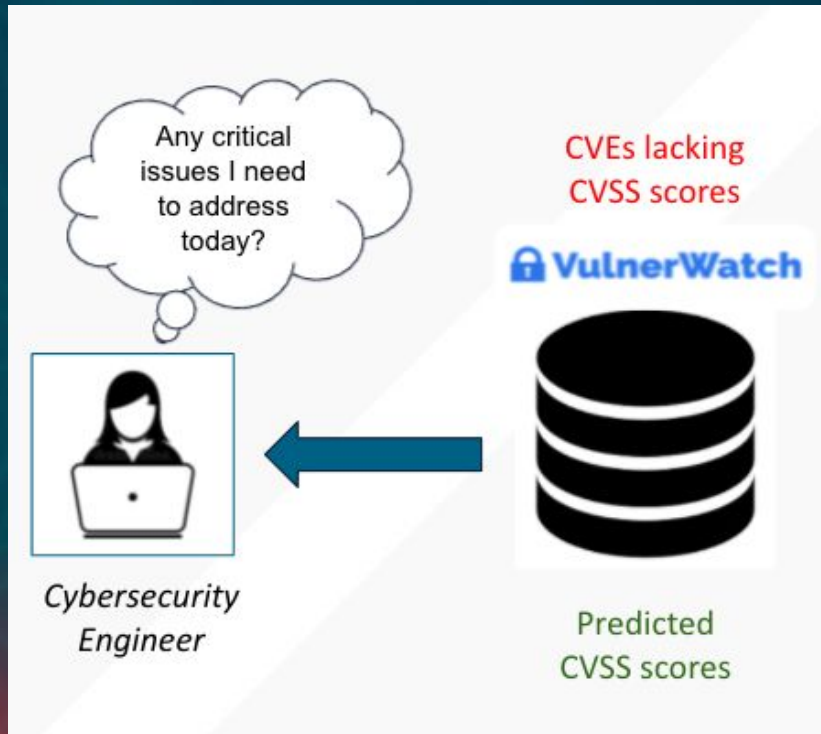 Any critical
issues I need
to address
today?
CVEs lacking
CVSS scores
VulnerWatch
Cybersecurity
Engineer
Predicted
CVSS scores